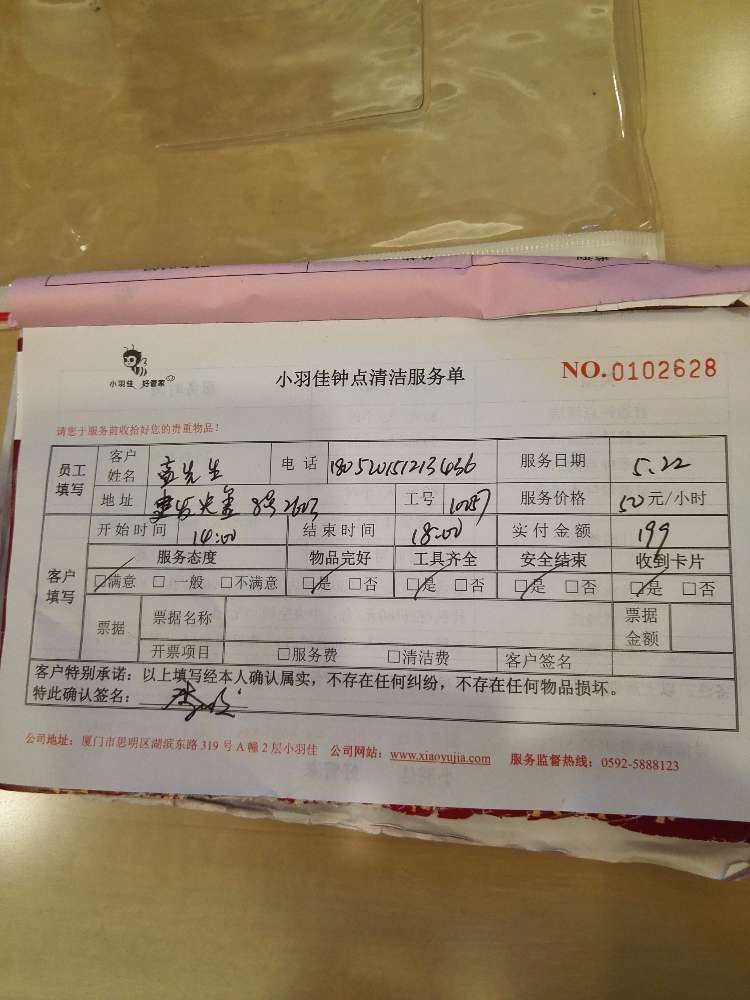 小羽佳 好管家
小羽佳钟点清洁服务单
NO.0102628
请您于服务前收拾好您的贵重物品！
员工填写
客户姓名 先生 电话 服务日期 5.22
地址 8号2603 工号 服务价格 50元/小时
客户填写
开始时间 14:00 结束时间 18:00 实付金额 199
服务态度 物品完好 工具齐全 安全结束 收到卡片
□满意 □一般 □不满意 □是 □否 □是 □否 □是 □否 □是 □否
票据 票据名称 票据金额
开票项目 □服务费 □清洁费 客户签名
客户特别承诺：以上填写经本人确认属实，不存在任何纠纷，不存在任何物品损坏。
特此确认签名：
公司地址：厦门市思明区湖滨东路 319 号 A 幢 2 层小羽佳 公司网站：www.xiaoyujia.com 服务监督热线：0592-5888123